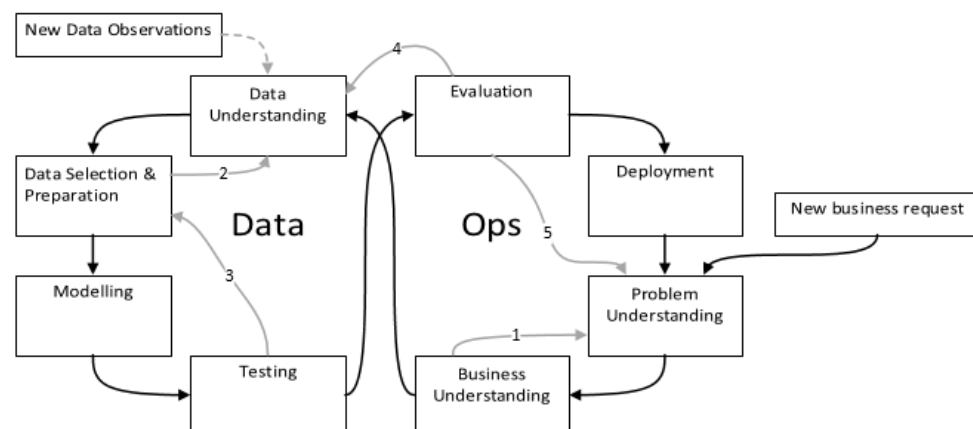 New Data Observations
4
Data
Understanding
Evaluation
Data Selection &
Preparation
2
Deployment
New business request
Data
Ops
5
3
Modelling
Problem
Understanding
1
Testing
Business
Understanding